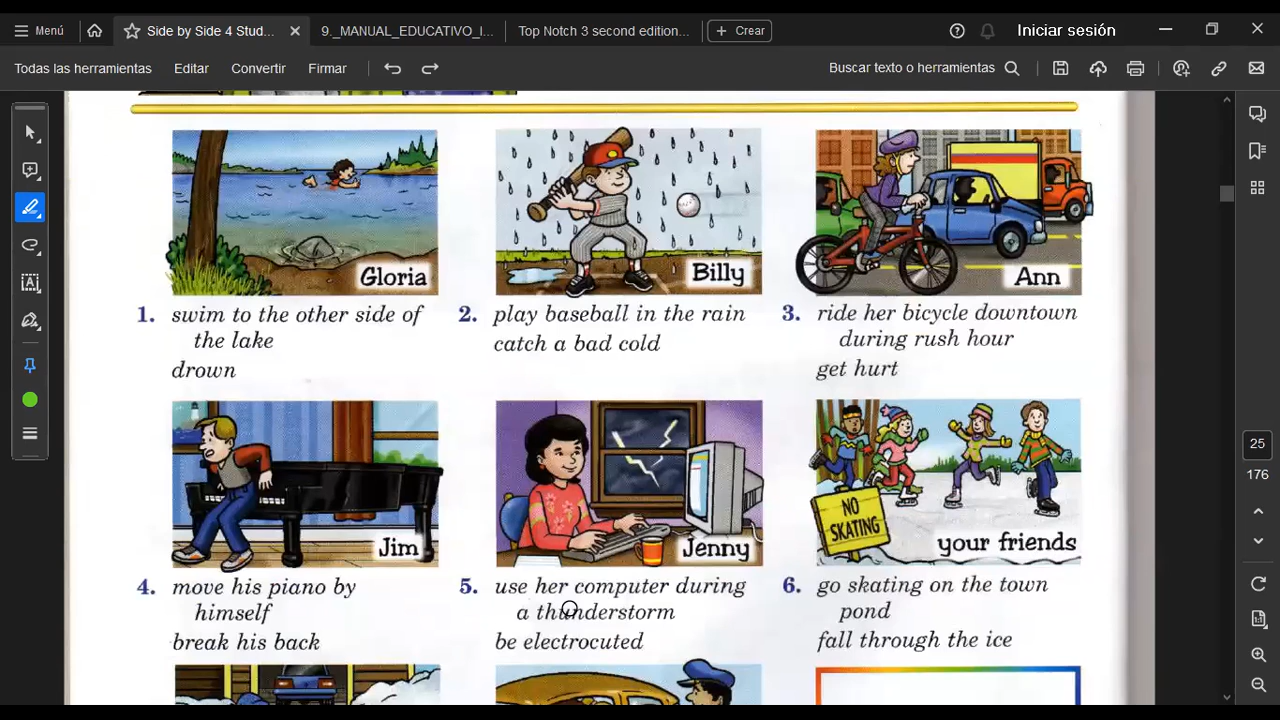 Menú
Side by Side 4 Stud...
9._MANUAL_EDUCATIVO_I...
Top Notch 3 second edition...
Crear
Iniciar sesión
Todas las herramientas
Editar
Convertir
Firmar
Buscar texto o herramientas
Gloria
Billy
Ann
1. swim to the other side of
the lake
drown
2. play baseball in the rain
catch a bad cold
3. ride her bicycle downtown
during rush hour
get hurt
Jim
Jenny
NO
SKATING
your friends
4. move his piano by
himself
break his back
5. use her computer during
a thunderstorm
be electrocuted
6. go skating on the town
pond
fall through the ice
25
176